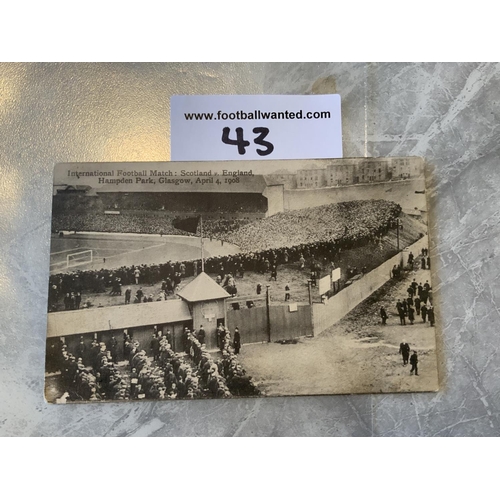 www.footballwanted.com
43
International Football Match: Scotland v. England,
Hampden Park, Glasgow, April 4, 1908